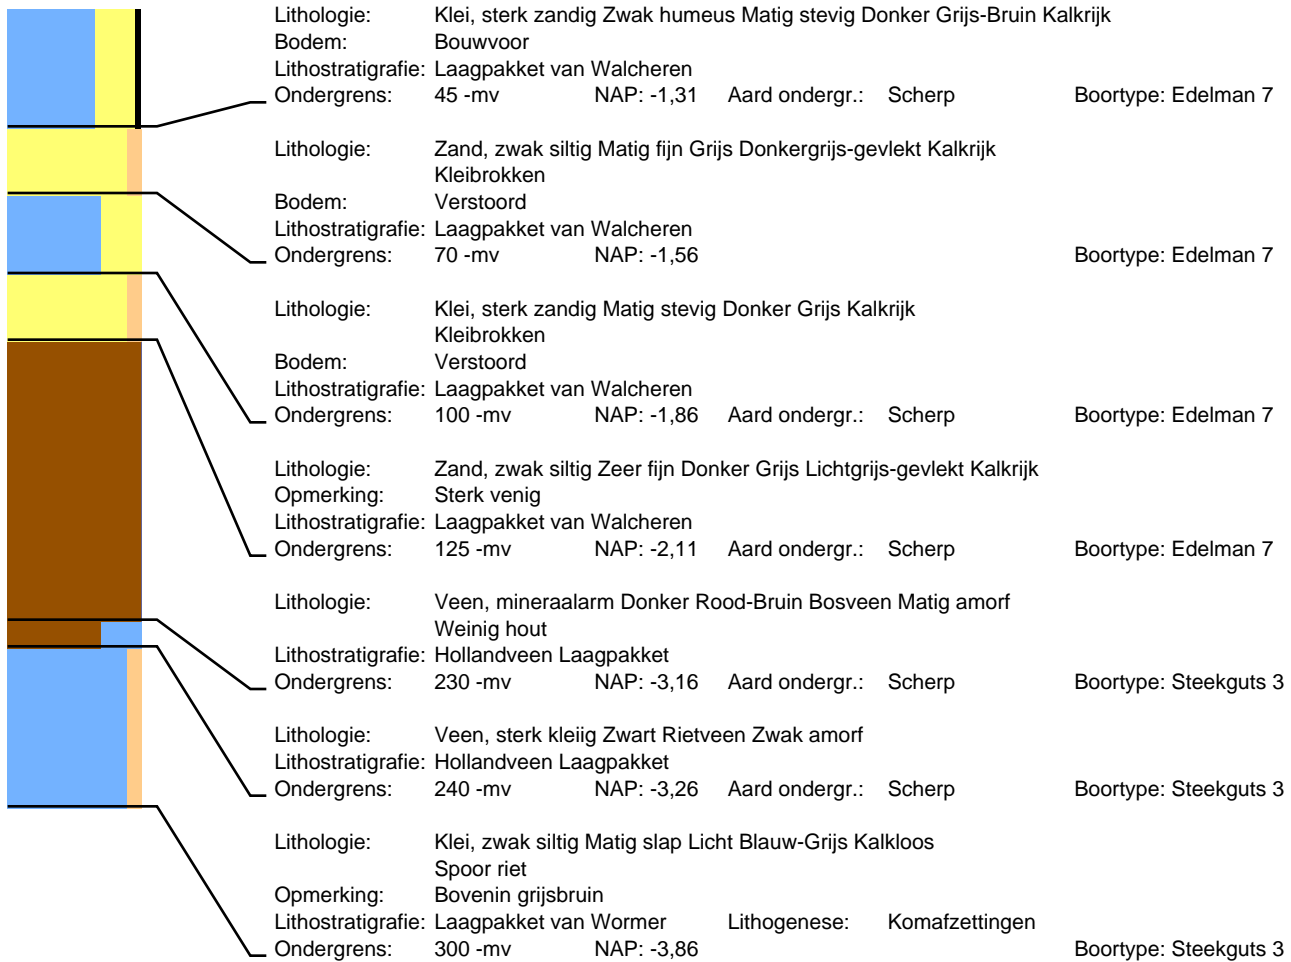 Lithologie: Klei, sterk zandig Zwak humeus Matig stevig Donker Grijs-Bruin Kalkrijk
Bodem: Bouwvoor
Lithostratigrafie: Laagpakket van Walcheren
Ondergrens: 45 -mv NAP: -1,31 Aard ondergr.: Scherp Boortype: Edelman 7
Lithologie: Zand, zwak siltig Matig fijn Grijs Donkergrijs-gevlekt Kalkrijk
Kleibrokken
Bodem: Verstoord
Lithostratigrafie: Laagpakket van Walcheren
Ondergrens: 70 -mv NAP: -1,56 Boortype: Edelman 7
Lithologie: Klei, sterk zandig Matig stevig Donker Grijs Kalkrijk
Kleibrokken
Bodem: Verstoord
Lithostratigrafie: Laagpakket van Walcheren
Ondergrens: 100 -mv NAP: -1,86 Aard ondergr.: Scherp Boortype: Edelman 7
Lithologie: Zand, zwak siltig Zeer fijn Donker Grijs Lichtgrijs-gevlekt Kalkrijk
Opmerking: Sterk venig
Lithostratigrafie: Laagpakket van Walcheren
Ondergrens: 125 -mv NAP: -2,11 Aard ondergr.: Scherp Boortype: Edelman 7
Lithologie: Veen, mineraalarm Donker Rood-Bruin Bosveen Matig amorf
Weinig hout
Lithostratigrafie: Hollandveen Laagpakket
Ondergrens: 230 -mv NAP: -3,16 Aard ondergr.: Scherp Boortype: Steekguts 3
Lithologie: Veen, sterk kleiig Zwart Rietveen Zwak amorf
Lithostratigrafie: Hollandveen Laagpakket
Ondergrens: 240 -mv NAP: -3,26 Aard ondergr.: Scherp Boortype: Steekguts 3
Lithologie: Klei, zwak siltig Matig slap Licht Blauw-Grijs Kalkloos
Spoor riet
Opmerking: Bovenin grijsbruin
Lithostratigrafie: Laagpakket van Wormer Lithogenese: Komafzettingen
Ondergrens: 300 -mv NAP: -3,86 Boortype: Steekguts 3